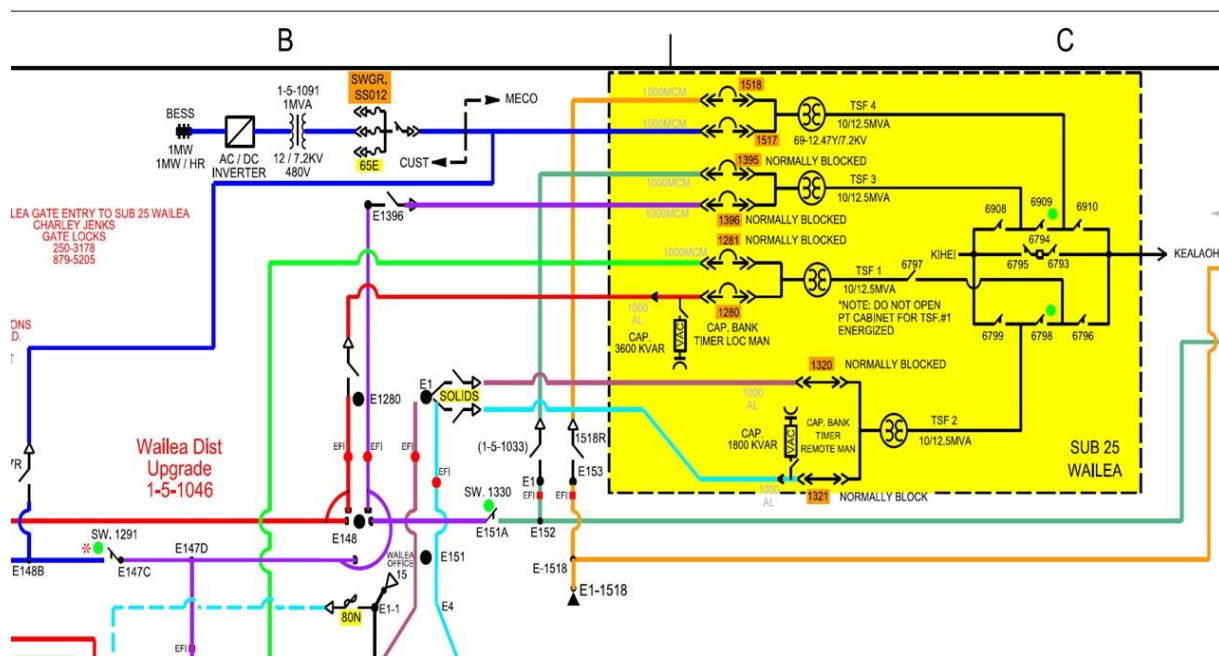 B
C
SWGR.
SS012
1-5-1091
1MVA
BESS
1MW
1MW / HR
AC / DC
INVERTER
12 / 7.2KV
480V
65E
MECO
CUST
1000MCM
1518
TSF 4
10/12.5MVA
69-12.47Y/7.2KV
1000MCM
1517
1395 NORMALLY BLOCKED
1000MCM
TSF 3
10/12.5MVA
1000MCM
1396 NORMALLY BLOCKED
E1396
1281 NORMALLY BLOCKED
1000MCM
TSF 1
10/12.5MVA
*NOTE: DO NOT OPEN
PT CABINET FOR TSF.#1
ENERGIZED
6797
1280
1000
AL
CAP.
3600 KVAR
VAC
CAP. BANK
TIMER LOC MAN
6908
6909
6910
6794
6795
6793
KIHEI
KEALAOH
6799
6798
6796
LEA GATE ENTRY TO SUB 25 WAILEA
CHARLEY JENKS
GATE LOCKS
250-3178
879-5205
ONS
D.
T
1320 NORMALLY BLOCKED
1000
AL
TSF 2
10/12.5MVA
CAP.
1800 KVAR
VAC
CAP. BANK
TIMER
REMOTE MAN
1000
AL
1321 NORMALLY BLOCK
SUB 25
WAILEA
E1
SOLIDS
E1280
EFI
EFI
EFI
EFI
Wailea Dist
Upgrade
1-5-1046
7R
(1-5-1033)
1518R
E1
E153
EFI
EFI
SW. 1330
E148
E151A
E152
SW. 1291
*
E148B
E147C
E147D
WAILEA
OFFICE
15
E151
E-1518
E1-1518
80N
E1-1
E4
EFI